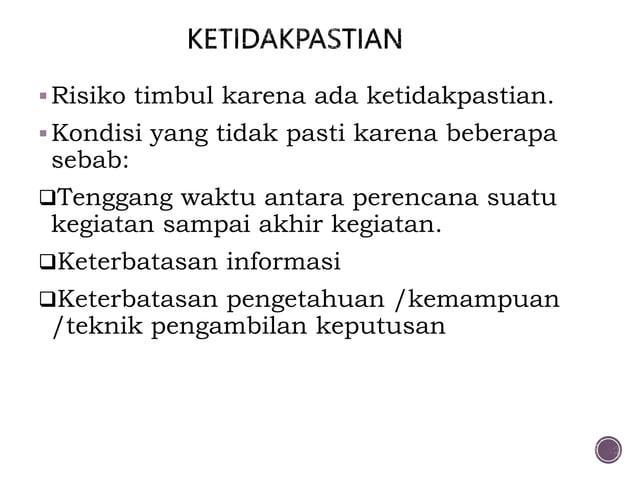 KETIDAKPASTIAN
▪Risiko timbul karena ada ketidakpastian.
▪Kondisi yang tidak pasti karena beberapa
sebab:
❑Tenggang waktu antara perencana suatu
kegiatan sampai akhir kegiatan.
❑Keterbatasan informasi
❑Keterbatasan pengetahuan /kemampuan
/teknik pengambilan keputusan